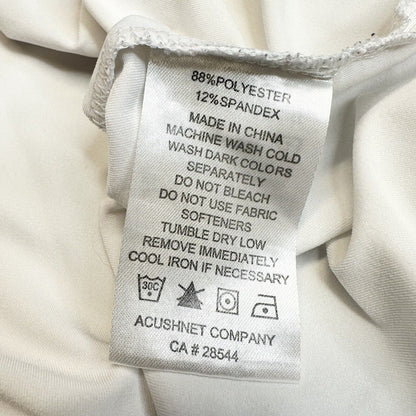 88%POLYESTER
12%SPANDEX
MADE IN CHINA
MACHINE WASH COLD
WASH DARK COLORS
SEPARATELY
DO NOT BLEACH
DO NOT USE FABRIC
SOFTENERS
TUMBLE DRY LOW
REMOVE IMMEDIATELY
COOL IRON IF NECESSARY
30C
ACUSHNET COMPANY
CA # 28544